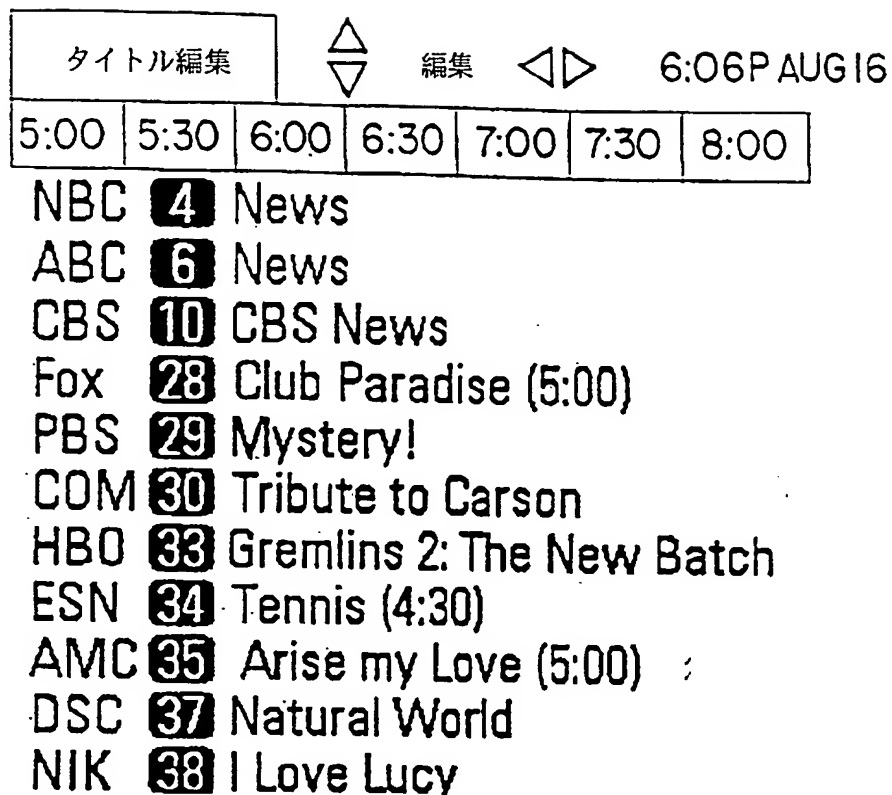 タイトル編集 編集 6:06P AUG16
5:00 5:30 6:00 6:30 7:00 7:30 8:00
NBC 4 News
ABC 6 News
CBS 10 CBS News
Fox 28 Club Paradise (5:00)
PBS 29 Mystery!
COM 30 Tribute to Carson
HBO 33 Gremlins 2: The New Batch
ESN 34 Tennis (4:30)
AMC 35 Arise my Love (5:00)
DSC 37 Natural World
NIK 38 I Love Lucy